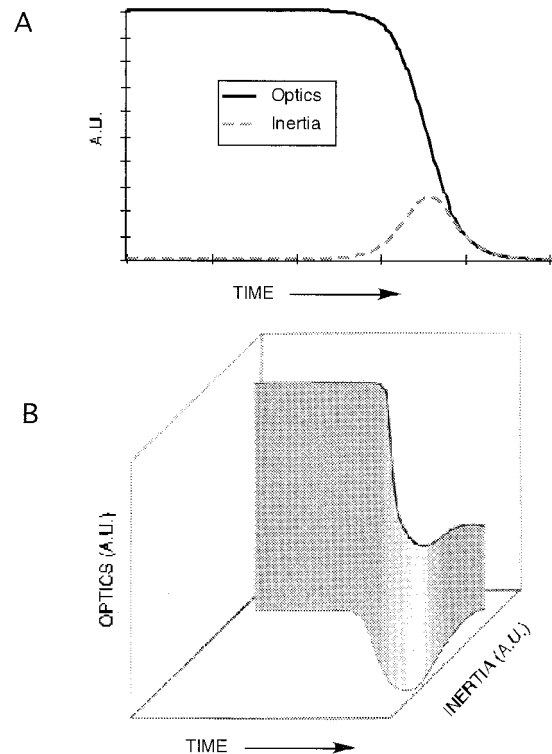 A
A.U.
Optics
Inertia
TIME
B
OPTICS (A.U.)
INERTIA (A.U.)
TIME